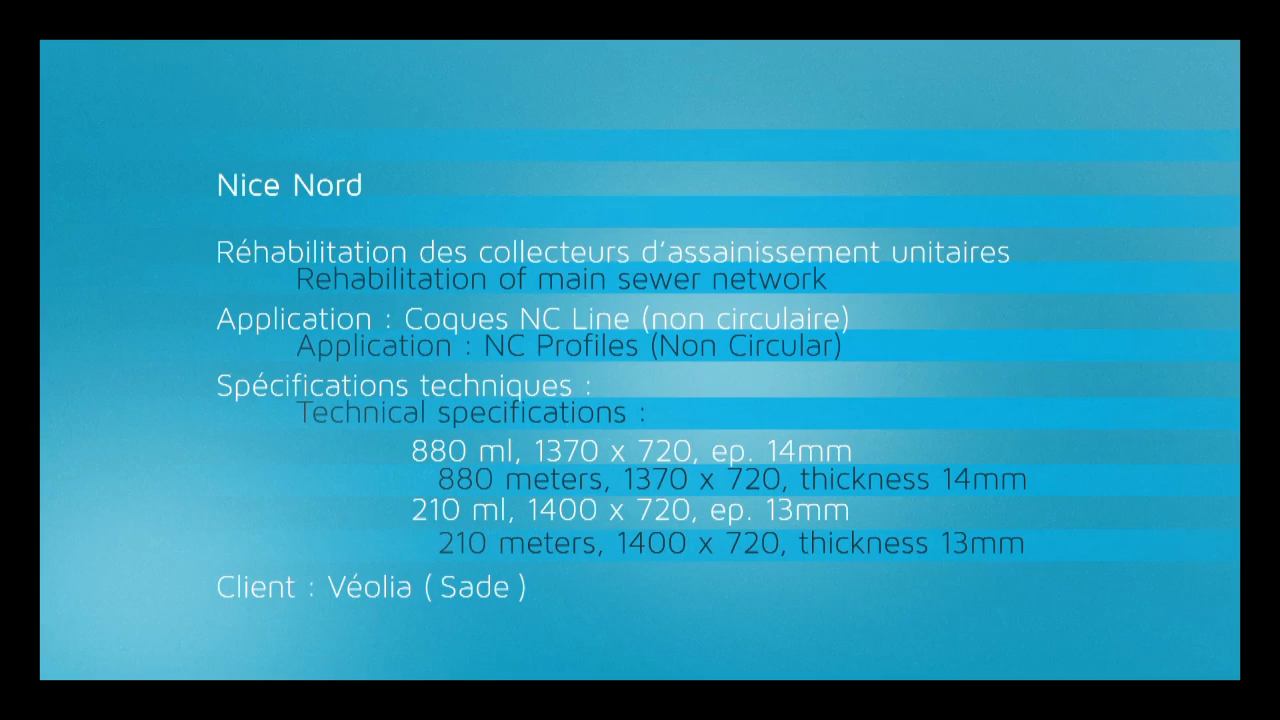 Nice Nord
Réhabilitation des collecteurs d'assainissement unitaires
Rehabilitation of main sewer network
Application : Coques NC Line (non circulaire)
Application : NC Profiles (Non Circular)
Spécifications techniques :
Technical specifications :
880 ml, 1370 x 720, ep. 14mm
880 meters, 1370 x 720, thickness 14mm
210 ml, 1400 x 720, ep. 13mm
210 meters, 1400 x 720, thickness 13mm
Client : Véolia ( Sade )